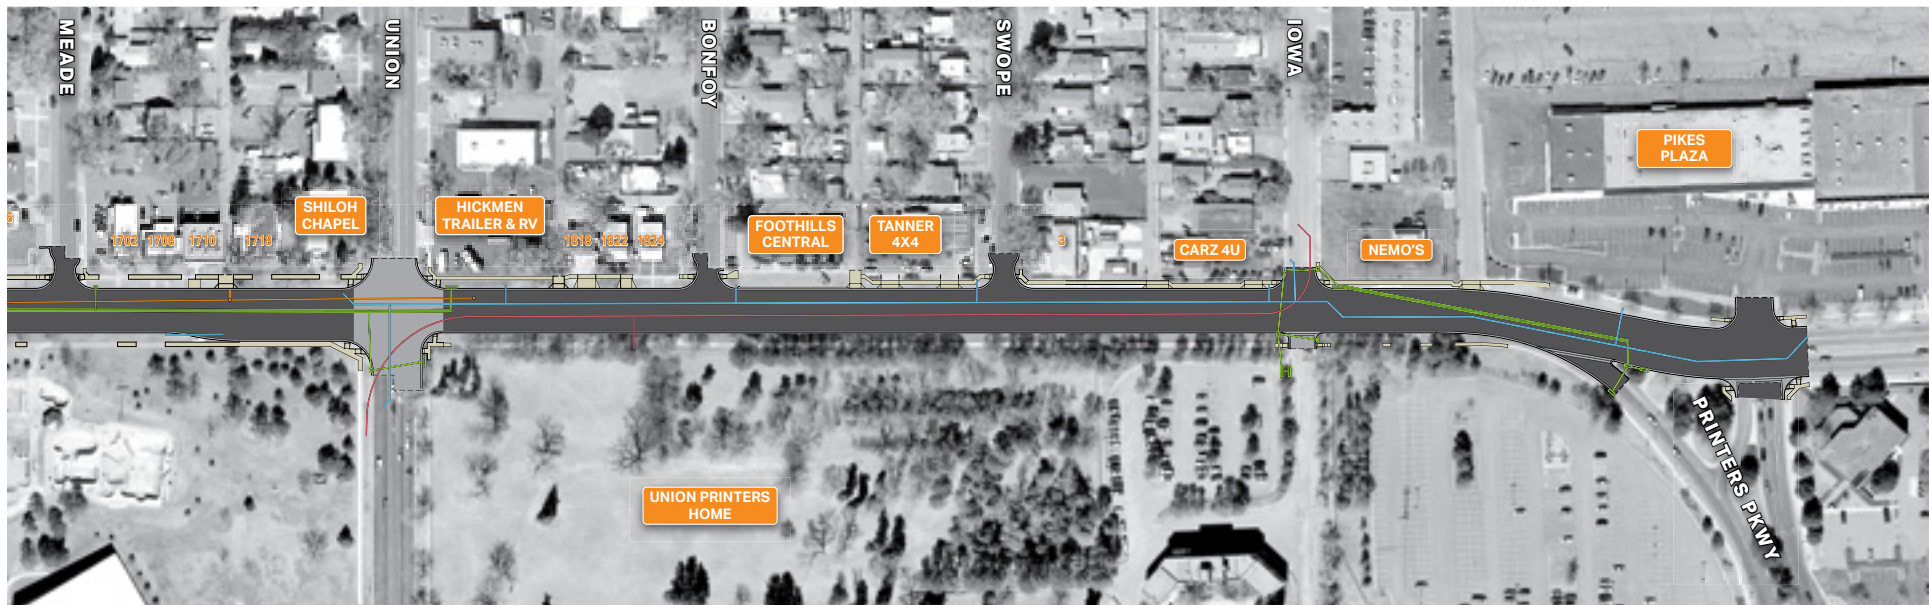 MEADE
UNION
BONFOY
SWOPE
IOWA
PIKES
PLAZA
SHILOH
CHAPEL
HICKMEN
TRAILER & RV
FOOTHILLS
CENTRAL
TANNER
4X4
CARZ 4U
NEMO'S
1702
1708
1710
1718
1818
1822
1824
3
UNION PRINTERS
HOME
PRINTERS PKWY